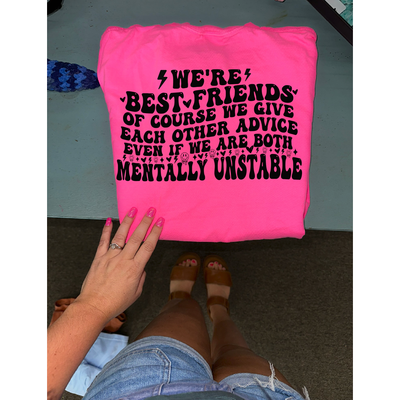 WE'RE
BEST FRIENDS
OF COURSE WE GIVE
EACH OTHER ADVICE
EVEN IF WE ARE BOTH
MENTALLY UNSTABLE